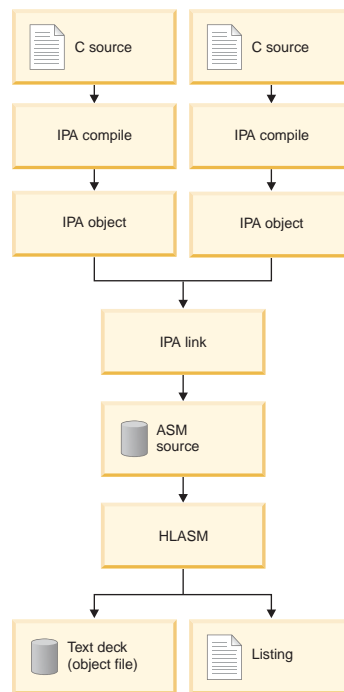 C source
C source
IPA compile
IPA compile
IPA object
IPA object
IPA link
ASM
source
HLASM
Text deck
(object file)
Listing